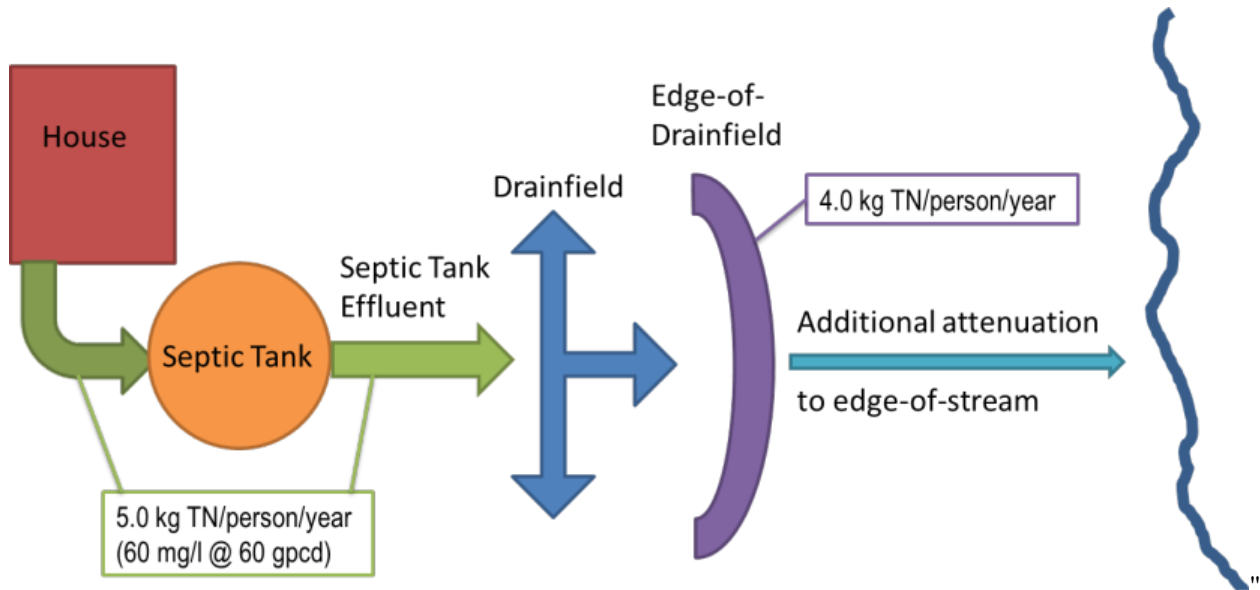 House
Septic Tank
Septic Tank
Effluent
5.0 kg TN/person/year
(60 mg/l @ 60 gpcd)
Drainfield
Edge-of-
Drainfield
4.0 kg TN/person/year
Additional attenuation
to edge-of-stream
"